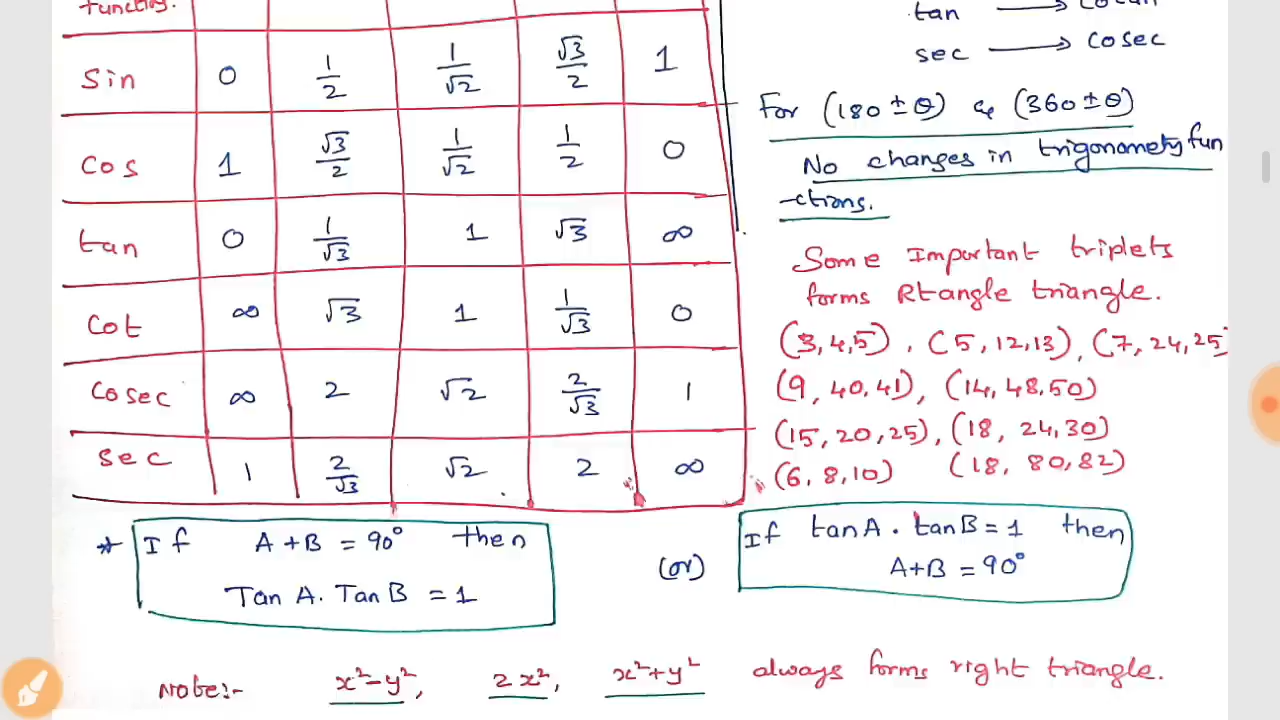 functins.
Sin 0 1/2 1/√2 √3/2 1
Cos 1 √3/2 1/√2 1/2 0
tan 0 1/√3 1 √3 ∞
Cot ∞ √3 1 1/√3 0
Cosec ∞ 2 √2 2/√3 1
Sec 1 2/√3 √2 2 ∞
* If A+B = 90° then
Tan A. Tan B = 1
(or)
If tanA . tanB = 1 then
A+B = 90°
tan → cotan
sec → Cosec
For (180 ± θ) & (360 ± θ)
No changes in trigonometry fun
-ctions.
Some Important triplets
forms Rtangle triangle.
(3,4,5), (5,12,13), (7, 24, 25)
(9, 40, 41), (14, 48, 50)
(15, 20, 25), (18, 24, 30)
(6, 8, 10) (18, 80, 82)
Note:- x²-y², 2x², x²+y² always forms right triangle.